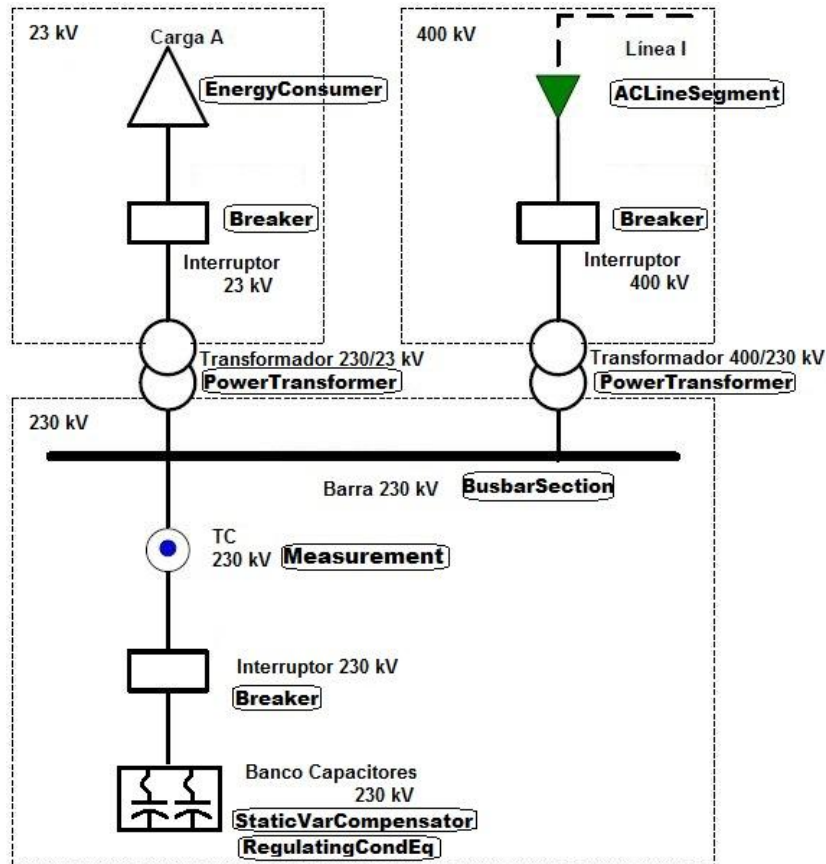 23 kV
Carga A
EnergyConsumer
Breaker
Interruptor
23 kV
Transformador 230/23 kV
PowerTransformer
400 kV
Línea I
ACLineSegment
Breaker
Interruptor
400 kV
Transformador 400/230 kV
PowerTransformer
230 kV
Barra 230 kV
BusbarSection
TC
230 kV
Measurement
Interruptor 230 kV
Breaker
Banco Capacitores
230 kV
StaticVarCompensator
RegulatingCondEq